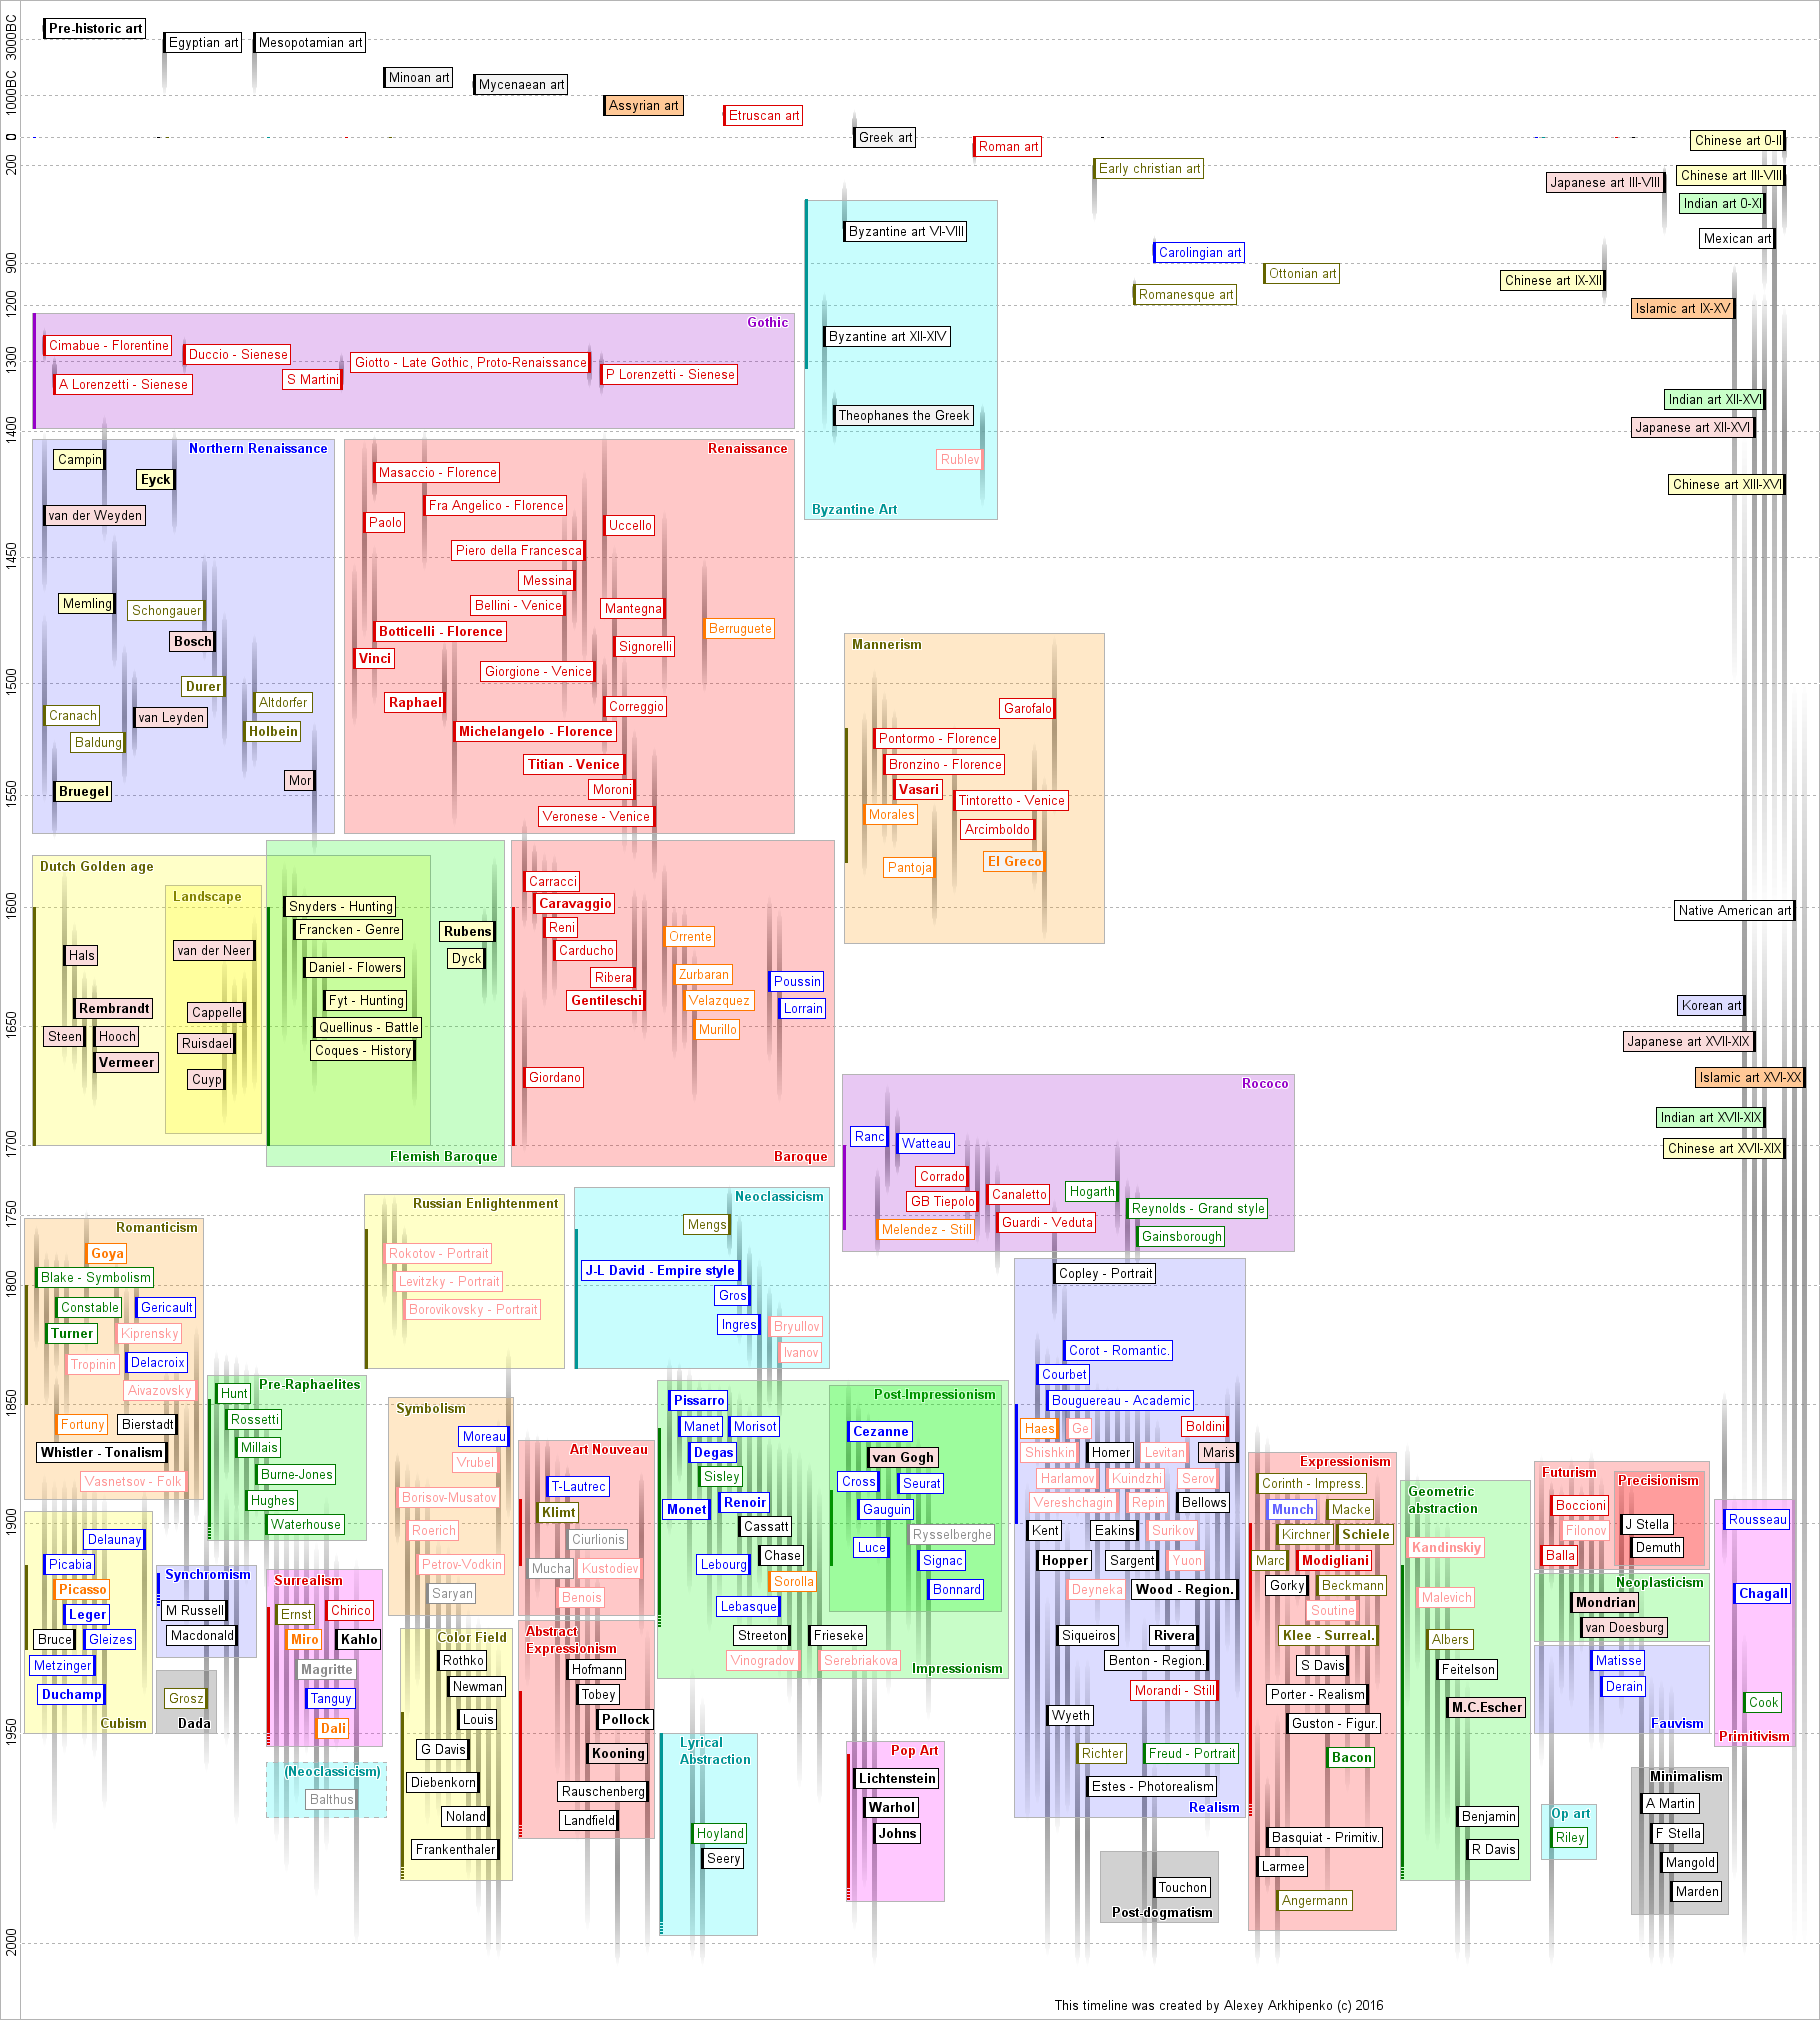 3000BC
1000BC
0
200
900
1200
1300
1400
1450
1500
1550
1600
1650
1700
1750
1800
1850
1900
1950
2000
Pre-historic art
Egyptian art
Mesopotamian art
Minoan art
Mycenaean art
Assyrian art
Etruscan art
Greek art
Roman art
Early christian art
Chinese art 0-II
Japanese art III-VIII
Chinese art III-VIII
Indian art 0-XI
Mexican art
Byzantine art VI-VIII
Carolingian art
Ottonian art
Romanesque art
Chinese art IX-XII
Islamic art IX-XV
Byzantine art XII-XIV
Theophanes the Greek
Rublev
Byzantine Art
Gothic
Cimabue - Florentine
Duccio - Sienese
Giotto - Late Gothic, Proto-Renaissance
A Lorenzetti - Sienese
S Martini
P Lorenzetti - Sienese
Indian art XII-XVI
Japanese art XII-XVI
Chinese art XIII-XVI
Northern Renaissance
Campin
Eyck
van der Weyden
Memling
Schongauer
Bosch
Durer
Cranach
van Leyden
Altdorfer
Baldung
Holbein
Mor
Bruegel
Renaissance
Masaccio - Florence
Fra Angelico - Florence
Paolo
Uccello
Piero della Francesca
Messina
Bellini - Venice
Mantegna
Botticelli - Florence
Berruguete
Signorelli
Vinci
Giorgione - Venice
Raphael
Correggio
Michelangelo - Florence
Titian - Venice
Moroni
Veronese - Venice
Mannerism
Garofalo
Pontormo - Florence
Bronzino - Florence
Vasari
Tintoretto - Venice
Morales
Arcimboldo
Pantoja
El Greco
Dutch Golden age
Landscape
Hals
van der Neer
Rembrandt
Cappelle
Steen
Hooch
Ruisdael
Vermeer
Cuyp
Snyders - Hunting
Francken - Genre
Rubens
Dyck
Daniel - Flowers
Fyt - Hunting
Quellinus - Battle
Coques - History
Flemish Baroque
Carracci
Caravaggio
Reni
Carducho
Orrente
Ribera
Zurbaran
Poussin
Gentileschi
Velazquez
Lorrain
Murillo
Giordano
Baroque
Native American art
Korean art
Japanese art XVII-XIX
Islamic art XVI-XX
Indian art XVII-XIX
Chinese art XVII-XIX
Rococo
Ranc
Watteau
Corrado
GB Tiepolo
Canaletto
Hogarth
Reynolds - Grand style
Melendez - Still
Guardi - Veduta
Gainsborough
Romanticism
Goya
Blake - Symbolism
Constable
Gericault
Turner
Kiprensky
Tropinin
Delacroix
Aivazovsky
Fortuny
Bierstadt
Whistler - Tonalism
Vasnetsov - Folk
Russian Enlightenment
Rokotov - Portrait
Levitzky - Portrait
Borovikovsky - Portrait
Neoclassicism
Mengs
J-L David - Empire style
Gros
Ingres
Bryullov
Ivanov
Pre-Raphaelites
Hunt
Rossetti
Millais
Burne-Jones
Hughes
Waterhouse
Symbolism
Moreau
Vrubel
Borisov-Musatov
Roerich
Petrov-Vodkin
Saryan
Art Nouveau
T-Lautrec
Klimt
Ciurlionis
Mucha
Kustodiev
Benois
Pissarro
Manet
Morisot
Degas
Sisley
Monet
Renoir
Cassatt
Chase
Lebourg
Sorolla
Lebasque
Streeton
Frieseke
Vinogradov
Serebriakova
Impressionism
Post-Impressionism
Cezanne
van Gogh
Cross
Seurat
Gauguin
Rysselberghe
Luce
Signac
Bonnard
Copley - Portrait
Corot - Romantic.
Courbet
Bouguereau - Academic
Haes
Ge
Boldini
Shishkin
Homer
Levitan
Maris
Harlamov
Kuindzhi
Serov
Vereshchagin
Repin
Bellows
Kent
Eakins
Surikov
Hopper
Sargent
Yuon
Deyneka
Wood - Region.
Siqueiros
Rivera
Benton - Region.
Morandi - Still
Wyeth
Richter
Freud - Portrait
Estes - Photorealism
Realism
Expressionism
Corinth - Impress.
Munch
Macke
Kirchner
Schiele
Marc
Modigliani
Gorky
Beckmann
Soutine
Klee - Surreal.
S Davis
Porter - Realism
Guston - Figur.
Bacon
Basquiat - Primitiv.
Larmee
Angermann
Geometric
abstraction
Kandinskiy
Malevich
Albers
Feitelson
M.C.Escher
Benjamin
R Davis
Futurism
Precisionism
Boccioni
J Stella
Filonov
Demuth
Balla
Neoplasticism
Mondrian
van Doesburg
Matisse
Derain
Fauvism
Rousseau
Chagall
Cook
Primitivism
Delaunay
Picabia
Picasso
Leger
Bruce
Gleizes
Metzinger
Duchamp
Cubism
Synchromism
M Russell
Macdonald
Grosz
Dada
Surrealism
Ernst
Chirico
Miro
Kahlo
Magritte
Tanguy
Dali
(Neoclassicism)
Balthus
Color Field
Rothko
Newman
Louis
G Davis
Diebenkorn
Noland
Frankenthaler
Abstract
Expressionism
Hofmann
Tobey
Pollock
Kooning
Rauschenberg
Landfield
Lyrical
Abstraction
Hoyland
Seery
Pop Art
Lichtenstein
Warhol
Johns
Touchon
Post-dogmatism
Op art
Riley
Minimalism
A Martin
F Stella
Mangold
Marden
This timeline was created by Alexey Arkhipenko (c) 2016